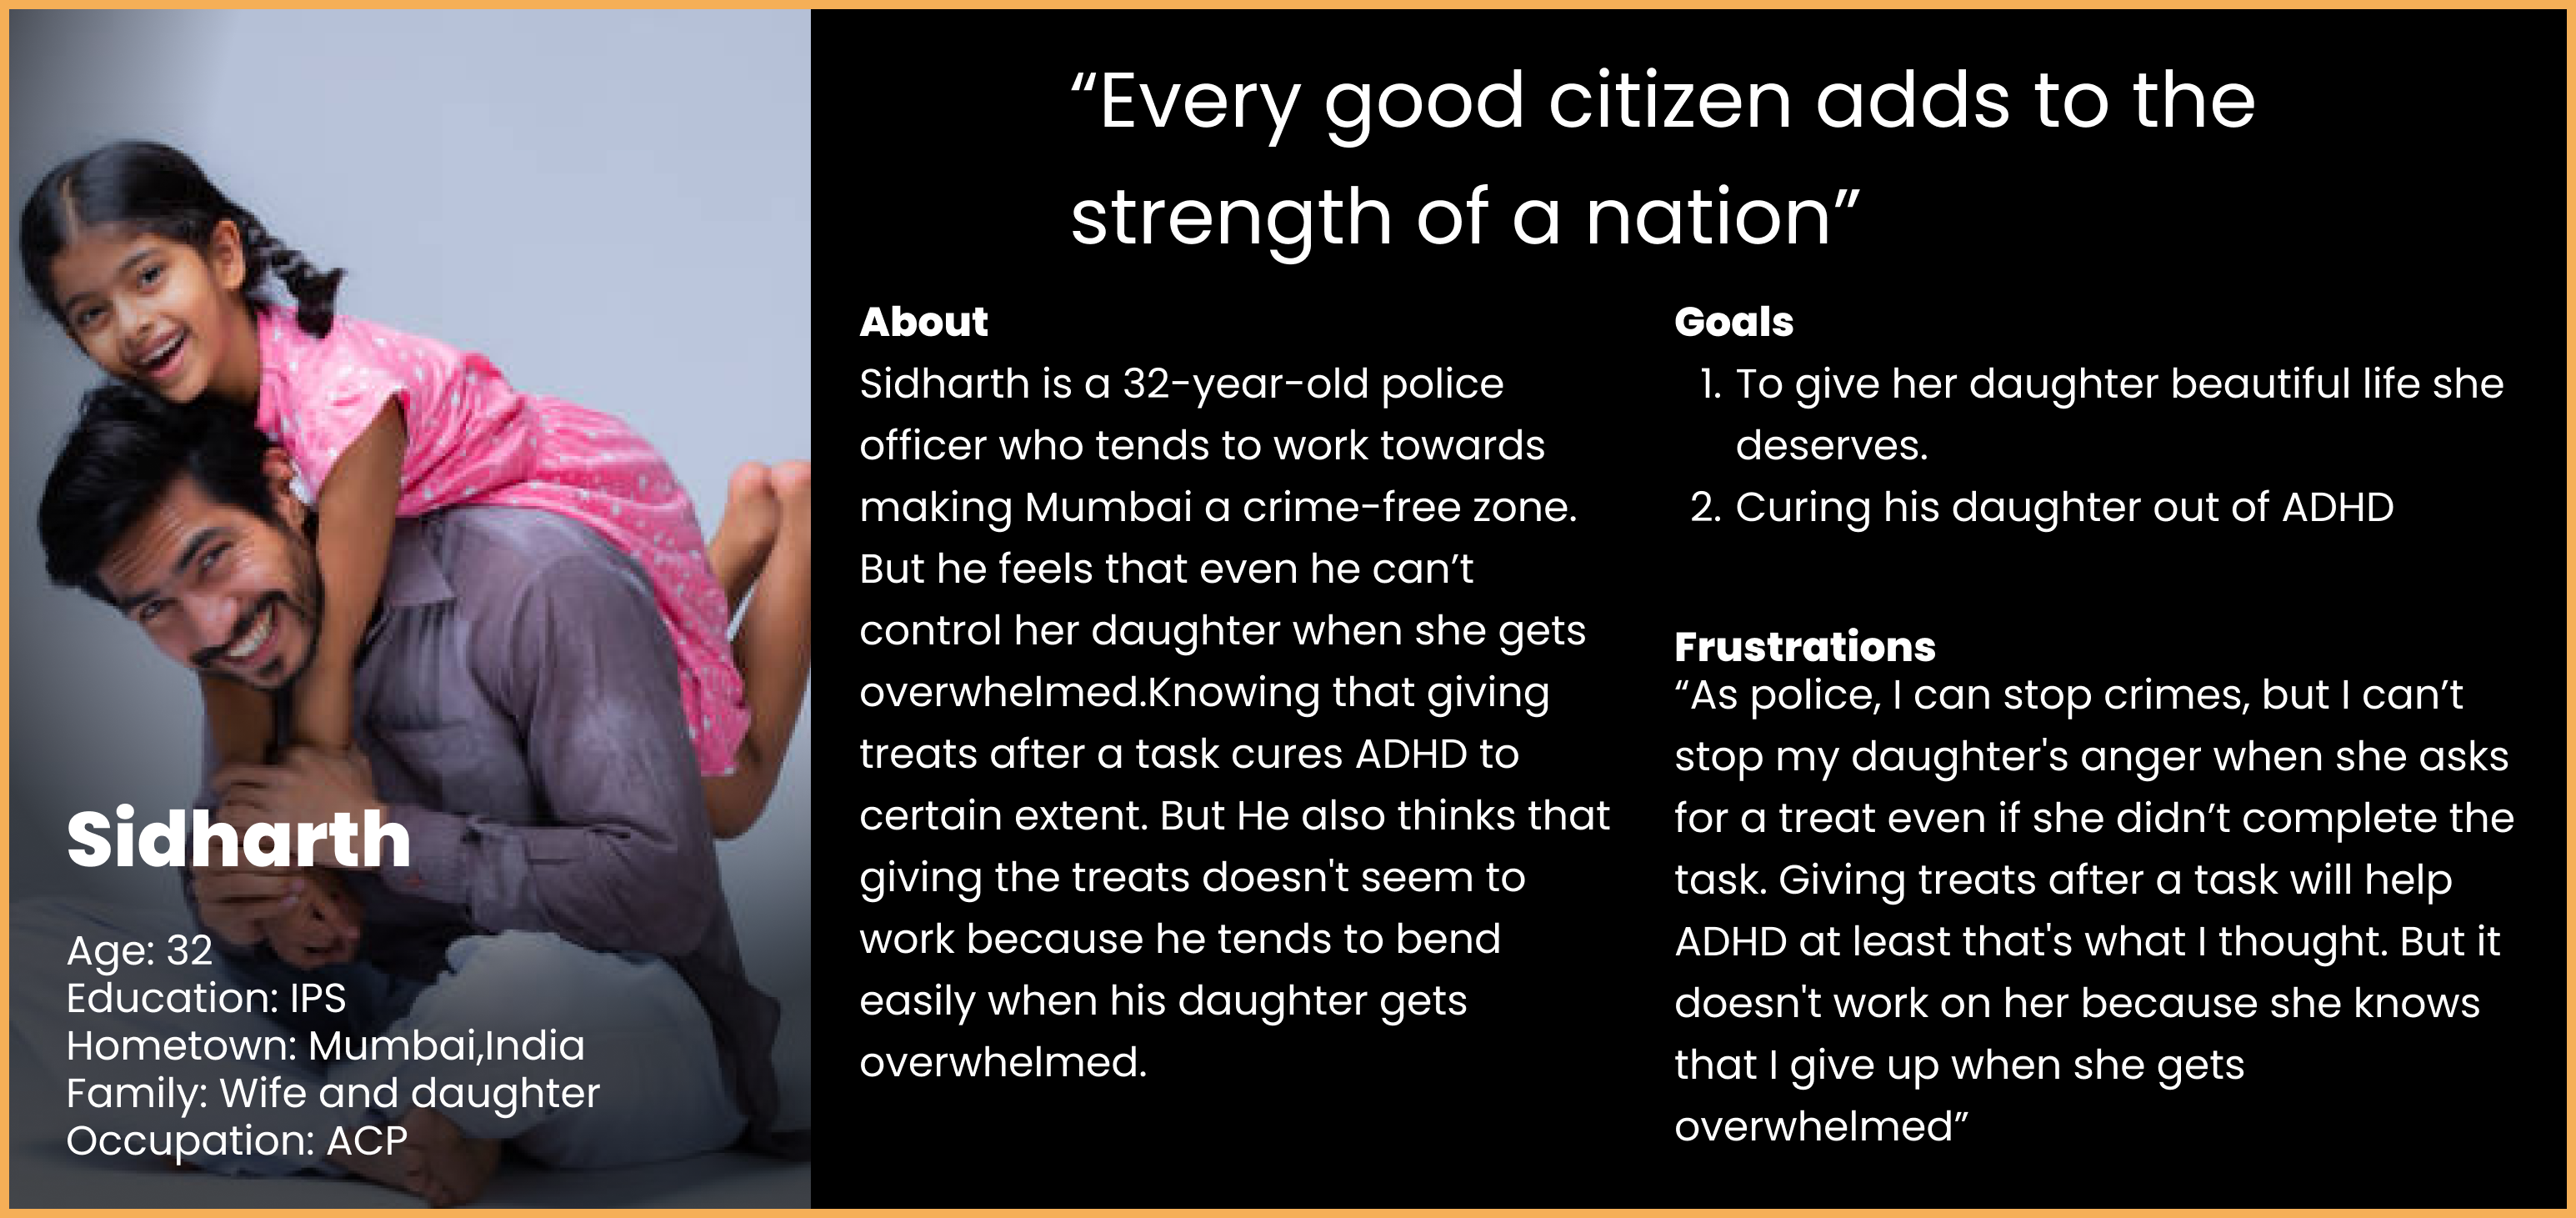 “Every good citizen adds to the
strength of a nation”
Sidharth
Age: 32
Education: IPS
Hometown: Mumbai,India
Family: Wife and daughter
Occupation: ACP
About
Sidharth is a 32-year-old police
officer who tends to work towards
making Mumbai a crime-free zone.
But he feels that even he can’t
control her daughter when she gets
overwhelmed.Knowing that giving
treats after a task cures ADHD to
certain extent. But He also thinks that
giving the treats doesn't seem to
work because he tends to bend
easily when his daughter gets
overwhelmed.
Goals
1. To give her daughter beautiful life she
deserves.
2. Curing his daughter out of ADHD
Frustrations
“As police, I can stop crimes, but I can’t
stop my daughter's anger when she asks
for a treat even if she didn’t complete the
task. Giving treats after a task will help
ADHD at least that's what I thought. But it
doesn't work on her because she knows
that I give up when she gets
overwhelmed”